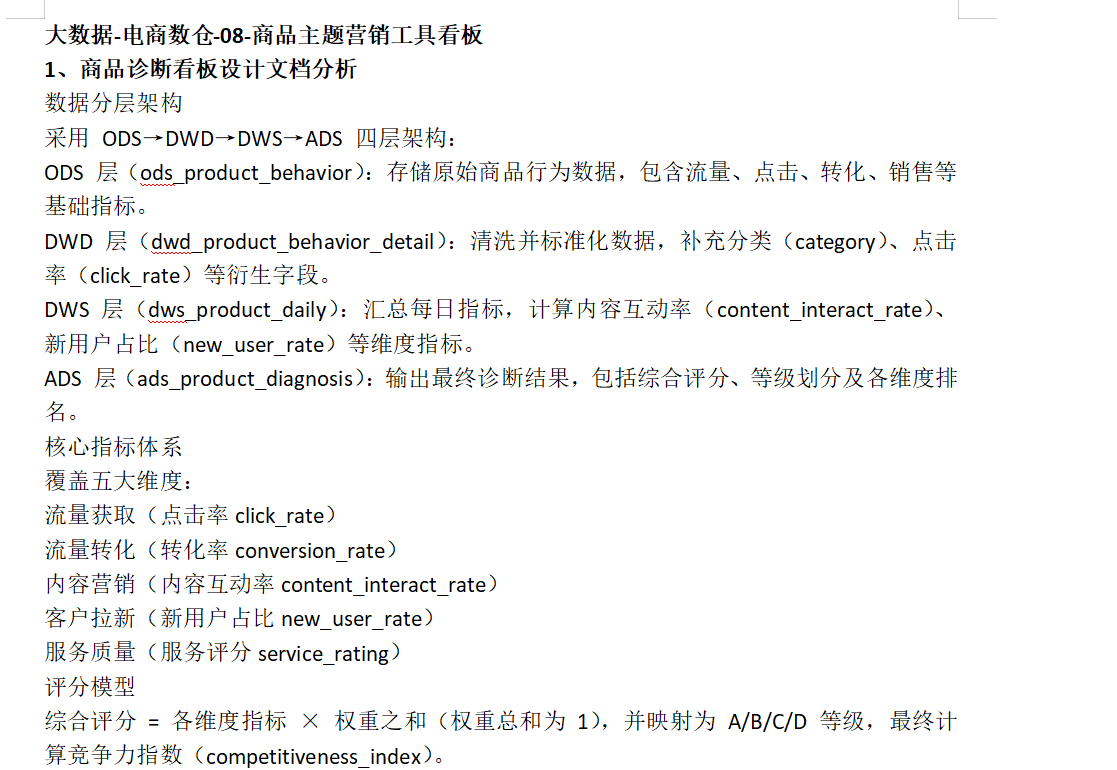 大数据-电商数仓-08-商品主题营销工具看板
1、商品诊断看板设计文档分析
数据分层架构
采用 ODS→DWD→DWS→ADS 四层架构：
ODS 层（ods_product_behavior）：存储原始商品行为数据，包含流量、点击、转化、销售等
基础指标。
DWD 层（dwd_product_behavior_detail）：清洗并标准化数据，补充分类（category）、点击
率（click_rate）等衍生字段。
DWS 层（dws_product_daily）：汇总每日指标，计算内容互动率（content_interact_rate）、
新用户占比（new_user_rate）等维度指标。
ADS 层（ads_product_diagnosis）：输出最终诊断结果，包括综合评分、等级划分及各维度排
名。
核心指标体系
覆盖五大维度：
流量获取（点击率 click_rate）
流量转化（转化率 conversion_rate）
内容营销（内容互动率 content_interact_rate）
客户拉新（新用户占比 new_user_rate）
服务质量（服务评分 service_rating）
评分模型
综合评分 = 各维度指标 × 权重之和（权重总和为 1），并映射为 A/B/C/D 等级，最终计
算竞争力指数（competitiveness_index）。